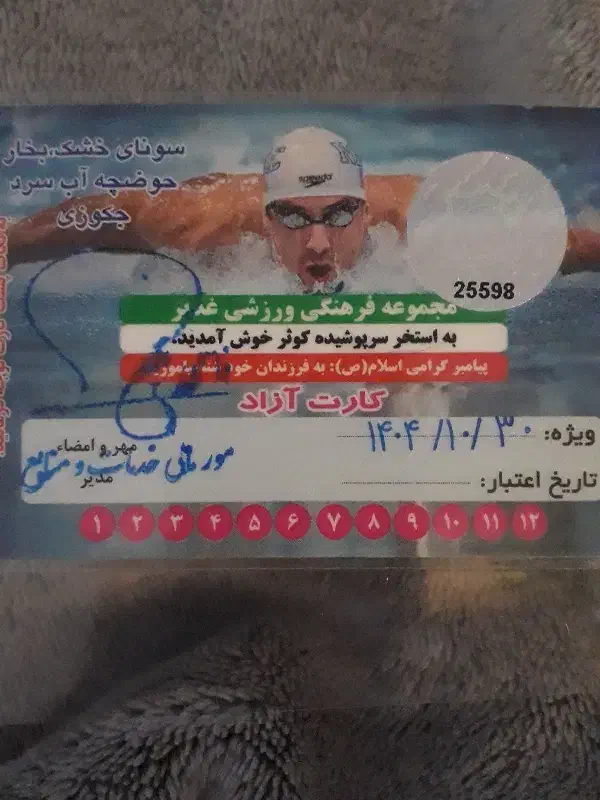 سونای خشک، بخار
حوضچه آب سرد
جکوزی
speedo
25598
مجموعه فرهنگی ورزشی غدیر
به استخر سرپوشیده کوثر خوش آمدید.
پیامبر گرامی اسلام(ص): به فرزندان خود شنا بیاموزید
کارت آزاد
ویژه: ۱۴۰۴/۱۰/۳۰
مهر و امضاء
مدیر
تاریخ اعتبار:
۱ ۲ ۳ ۴ ۵ ۶ ۷ ۸ ۹ ۱۰ ۱۱ ۱۲